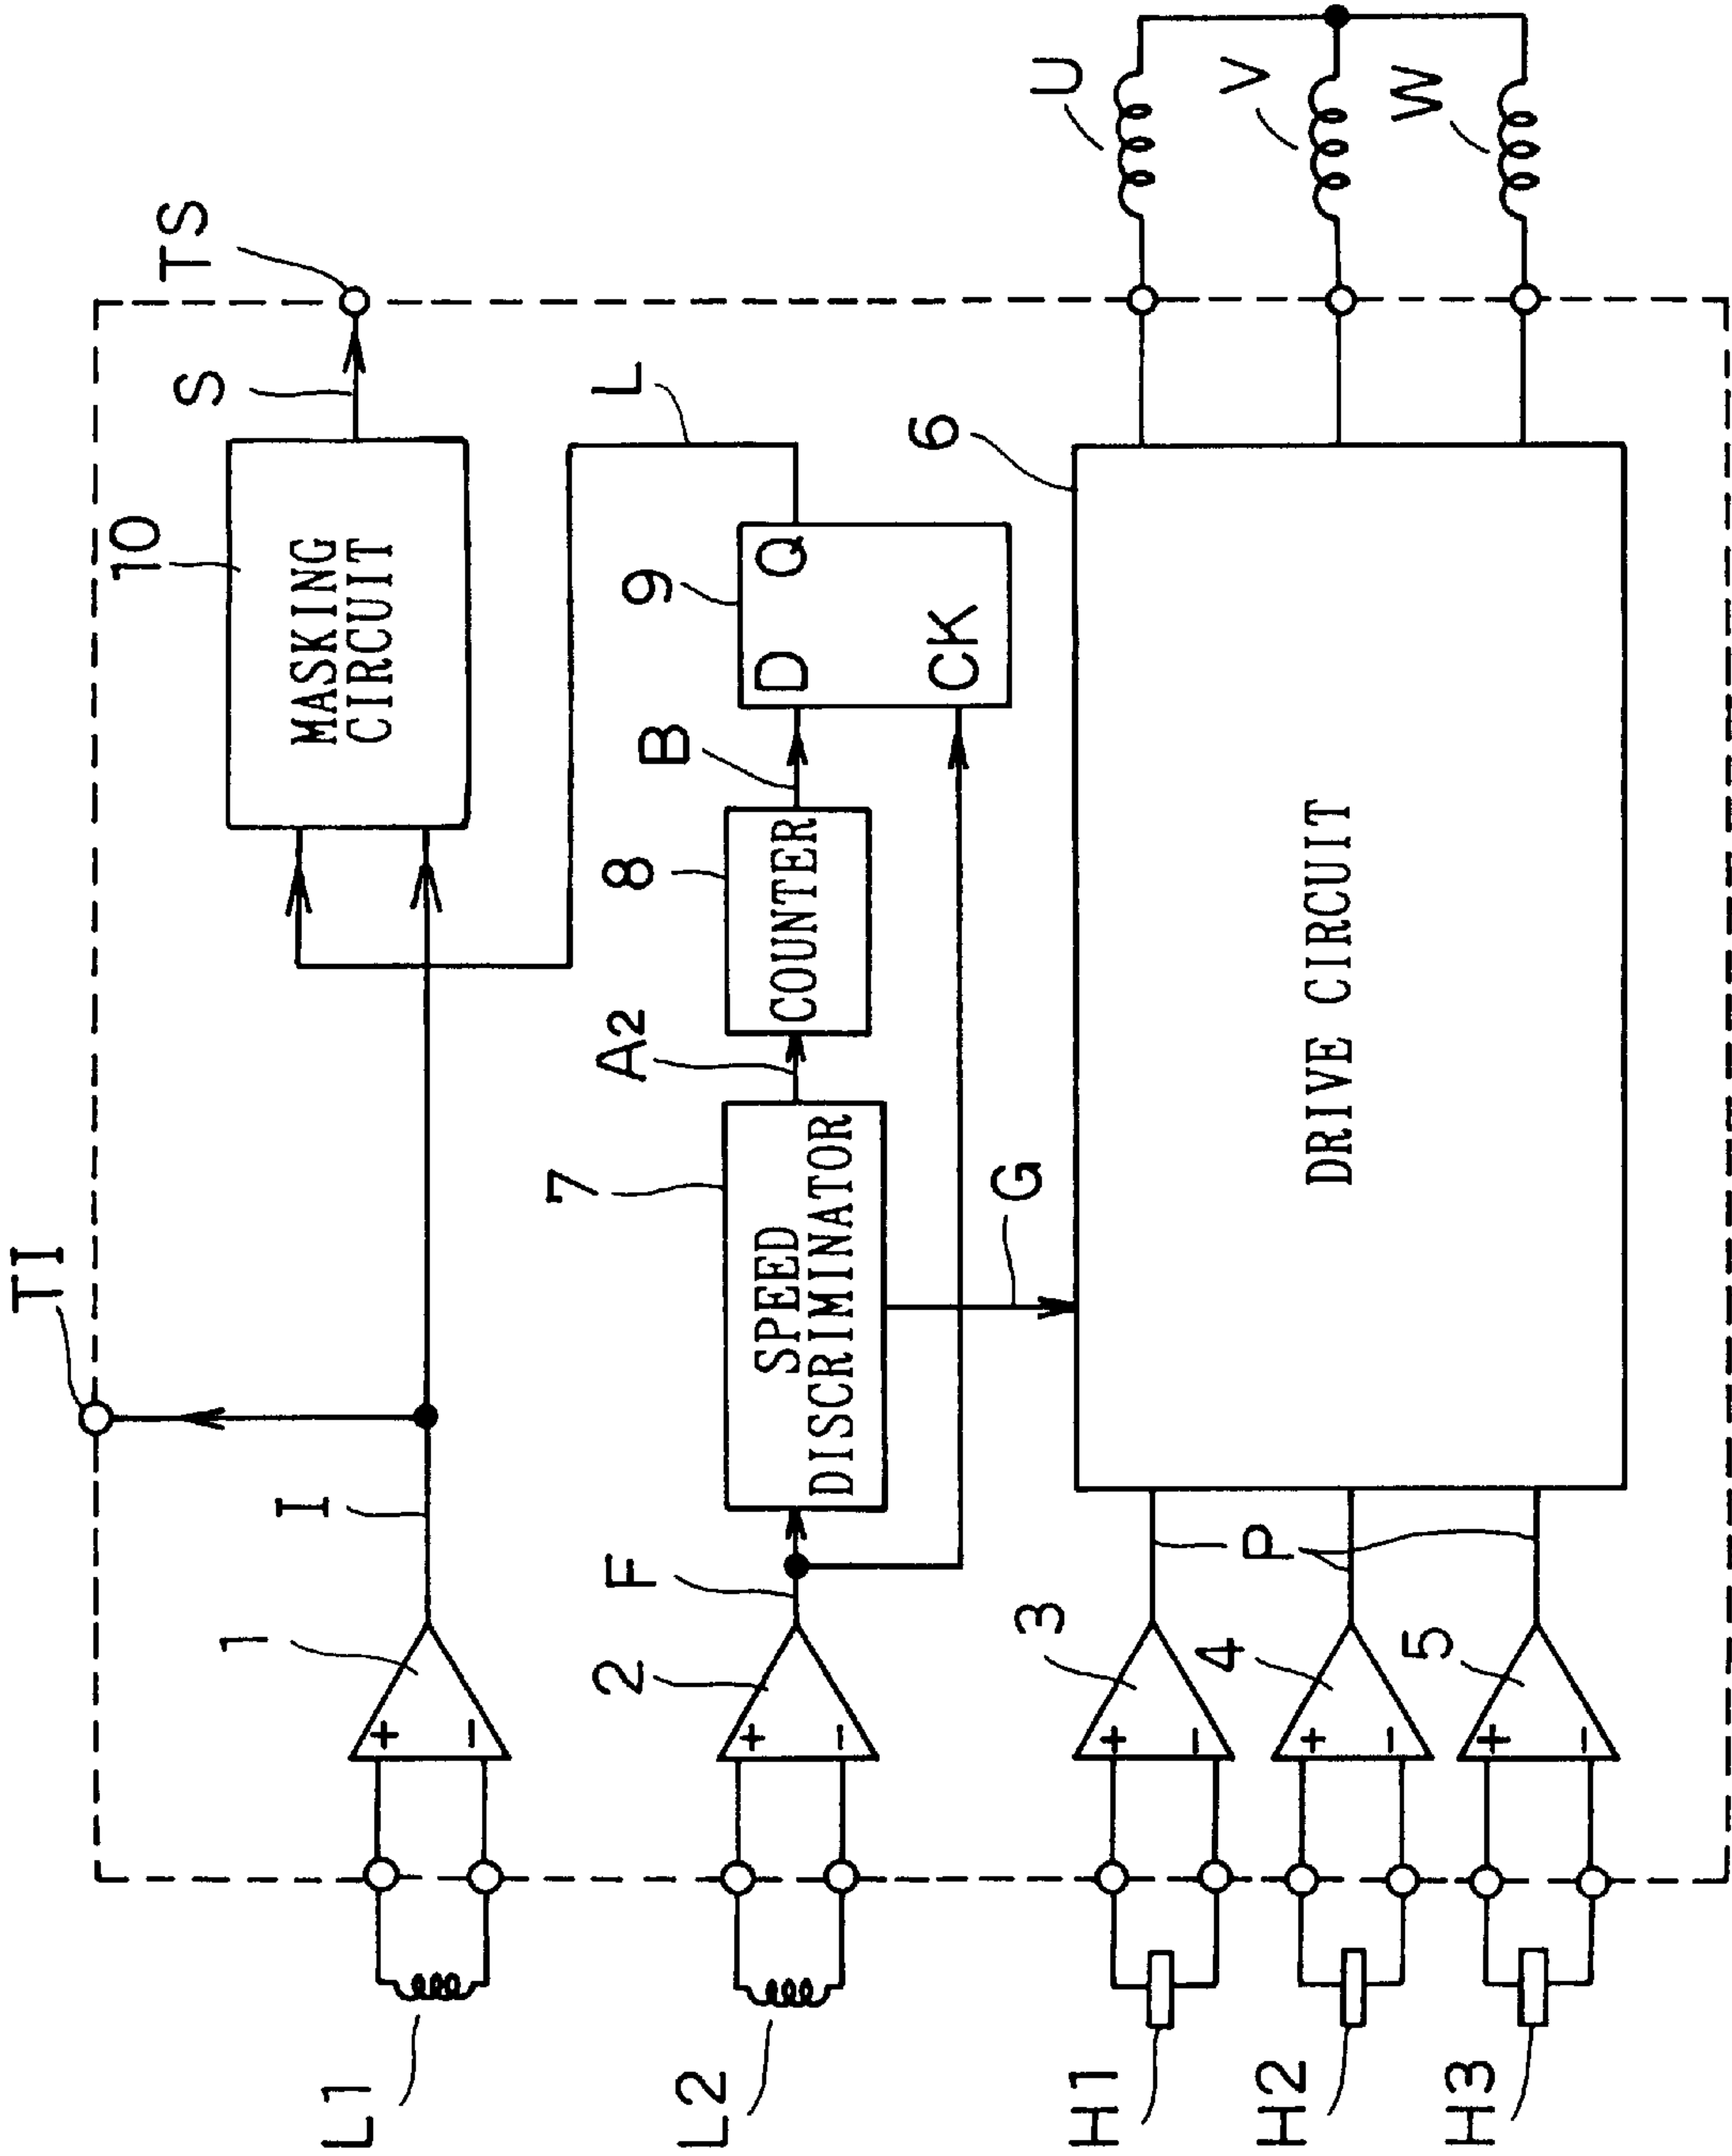 TI
TS
I
1
10
MASKING
CIRCUIT
S
L1
+
−
L
2
F
7
SPEED
DISCRIMINATOR
A2
8
COUNTER
B
9
D Q
CK
L2
+
−
G
6
DRIVE CIRCUIT
3
P
4
5
H1
+
−
H2
+
−
H3
+
−
U
V
W